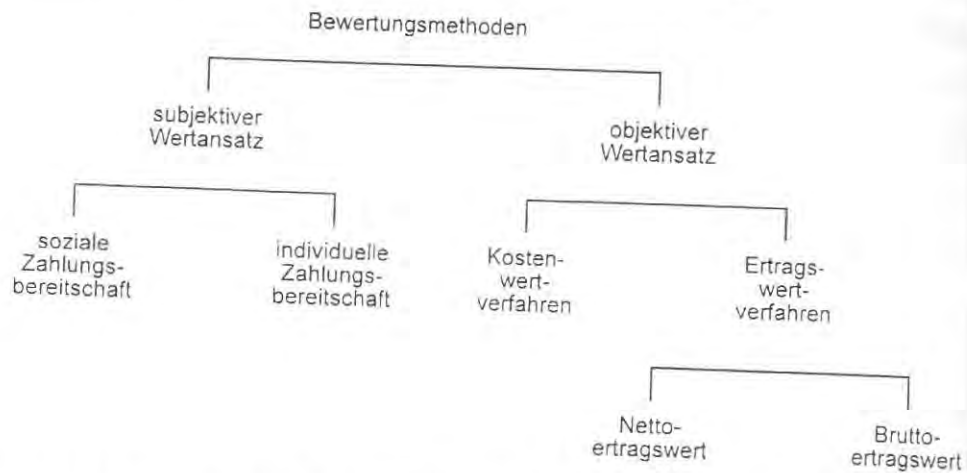 Bewertungsmethoden
subjektiver
Wertansatz
objektiver
Wertansatz
soziale
Zahlungs-
bereitschaft
individuelle
Zahlungs-
bereitschaft
Kosten-
wert-
verfahren
Ertrags-
wert-
verfahren
Netto-
ertragswert
Brutto-
ertragswert